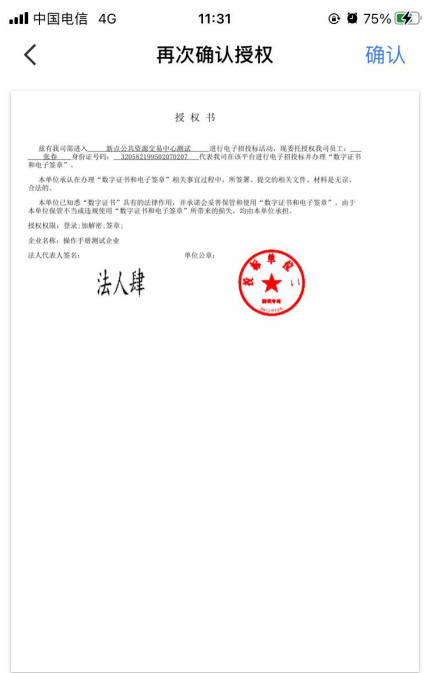 中国电信 4G 11:31 75%
再次确认授权 确认
授 权 书
兹有我司需进入 新点公共资源交易中心测试 进行电子招投标活动，现委托授权我司员工：
张春 身份证号码： 320582199502070207 代表我司在该平台进行电子招投标并办理“数字证书
和电子签章”。
本单位承认在办理“数字证书和电子签章”相关事宜过程中，所签署、提交的相关文件、材料是无误、
合法的。
本单位已知悉“数字证书”具有的法律作用，并承诺会妥善保管和使用“数字证书和电子签章”。由于
本单位保管不当或违规使用“数字证书和电子签章”所带来的损失，均由本单位承担。
授权权限：登录;加解密;签章;
企业名称：操作手册测试企业
法人代表人签名： 单位公章：
法人肆
投标单位二
测试专用